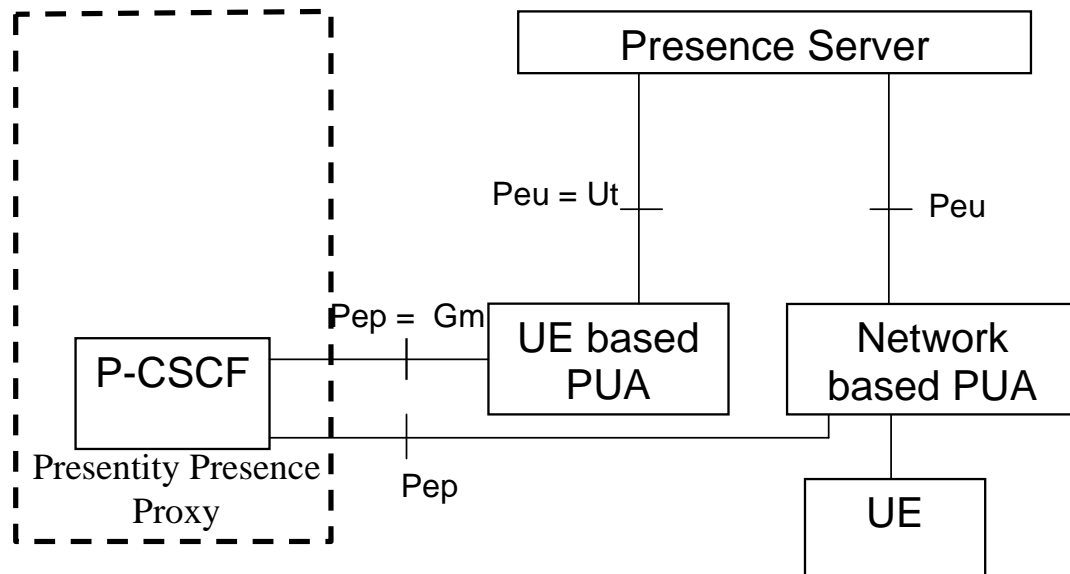 Presence Server
Peu = Ut
Peu
Pep = Gm
UE based
PUA
Network
based PUA
P-CSCF
Presentity Presence
Proxy
Pep
UE